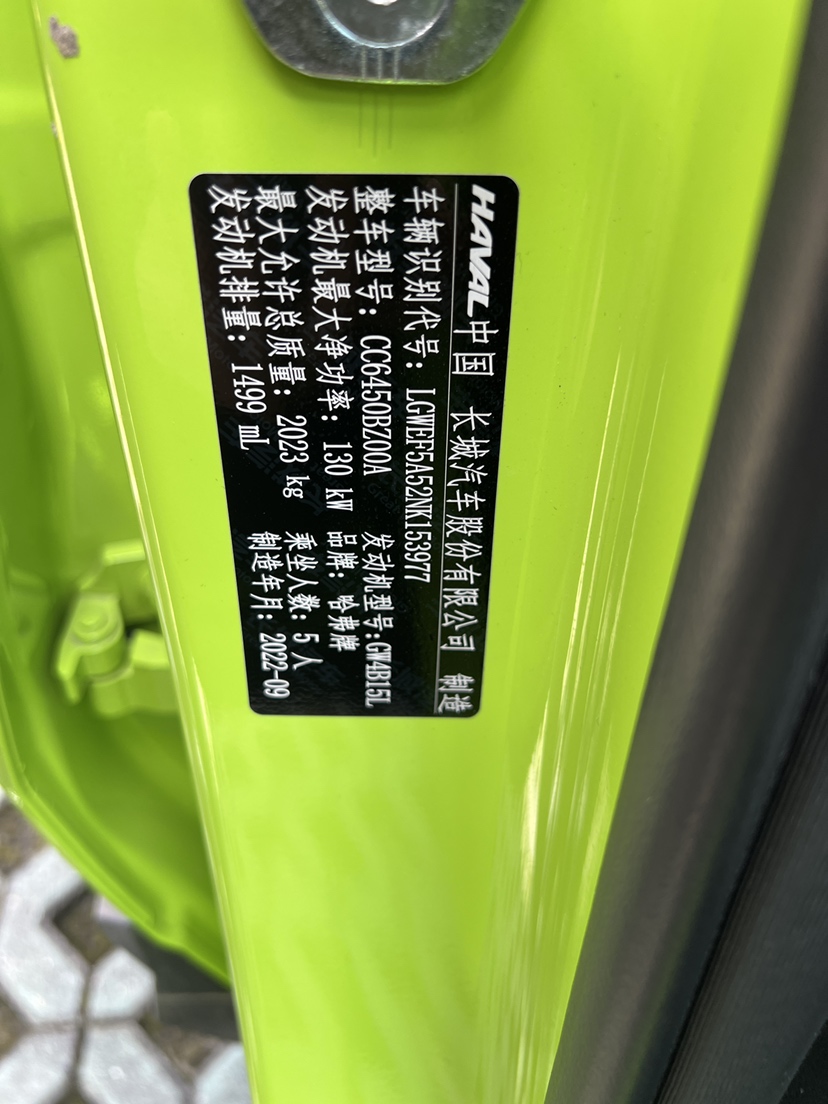 HAVAL 中国 长城汽车股份有限公司 制造
车辆识别代号: LGWEF5A52NK153977
整车型号: CC6450BZ00A 发动机型号:GW4B15L
发动机最大净功率: 130 kW 品牌: 哈弗牌
最大允许总质量: 2023 kg 乘坐人数: 5 人
发动机排量: 1499 mL 制造年月: 2022-09